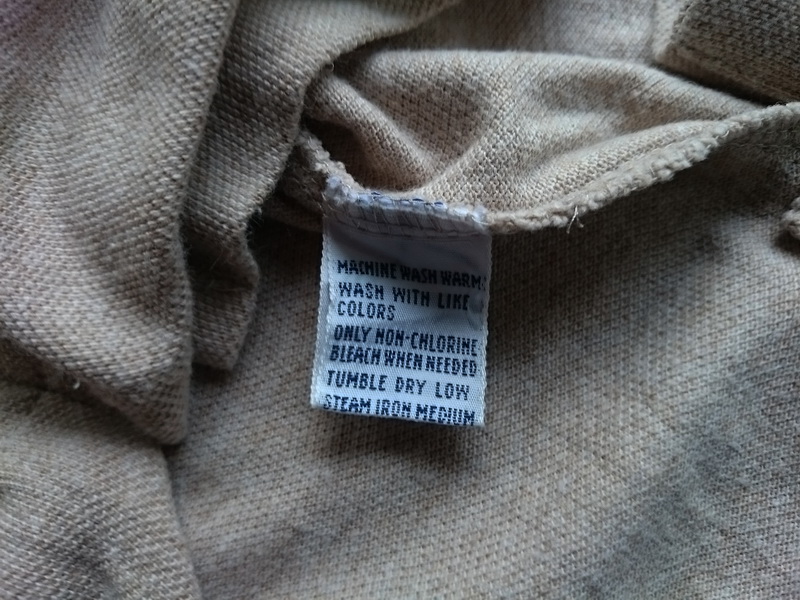 MACHINE WASH WARM
WASH WITH LIKE
COLORS
ONLY NON-CHLORINE
BLEACH WHEN NEEDED
TUMBLE DRY LOW
STEAM IRON MEDIUM